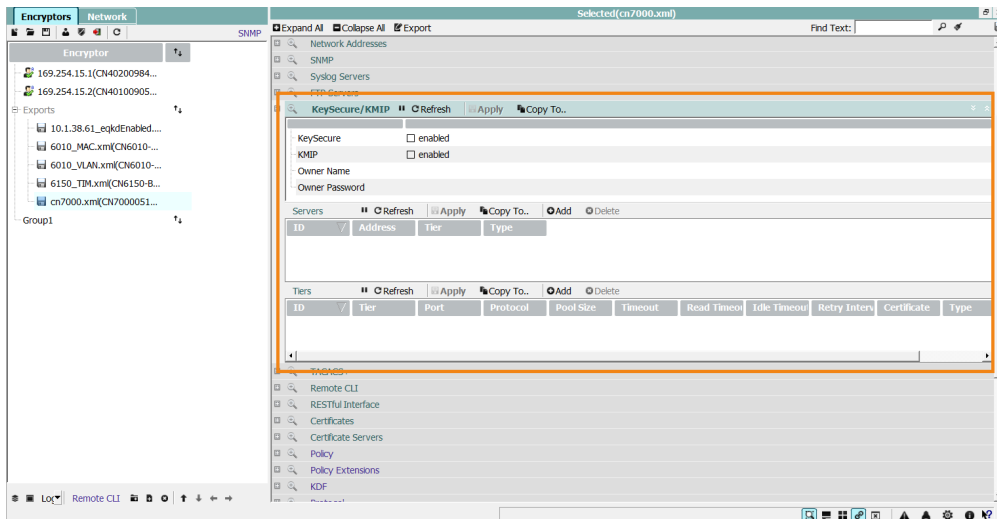 Encryptors Network
SNMP
Encryptor
169.254.15.1(CN40200984...
169.254.15.2(CN40100905...
Exports
10.1.38.61_eqkdEnabled....
6010_MAC.xml(CN6010-...
6010_VLAN.xml(CN6010-...
6150_TIM.xml(CN6150-B...
cn7000.xml(CN7000051...
Group1
Log Remote CLI
Selected(cn7000.xml)
Expand All Collapse All Export Find Text:
Network Addresses
SNMP
Syslog Servers
FTP Servers
KeySecure/KMIP Refresh Apply Copy To..
KeySecure enabled
KMIP enabled
Owner Name
Owner Password
Servers Refresh Apply Copy To.. Add Delete
ID Address Tier Type
Tiers Refresh Apply Copy To.. Add Delete
ID Tier Port Protocol Pool Size Timeout Read Timeou Idle Timeout Retry Interv Certificate Type
Remote CLI
RESTful Interface
Certificates
Certificate Servers
Policy
Policy Extensions
KDF